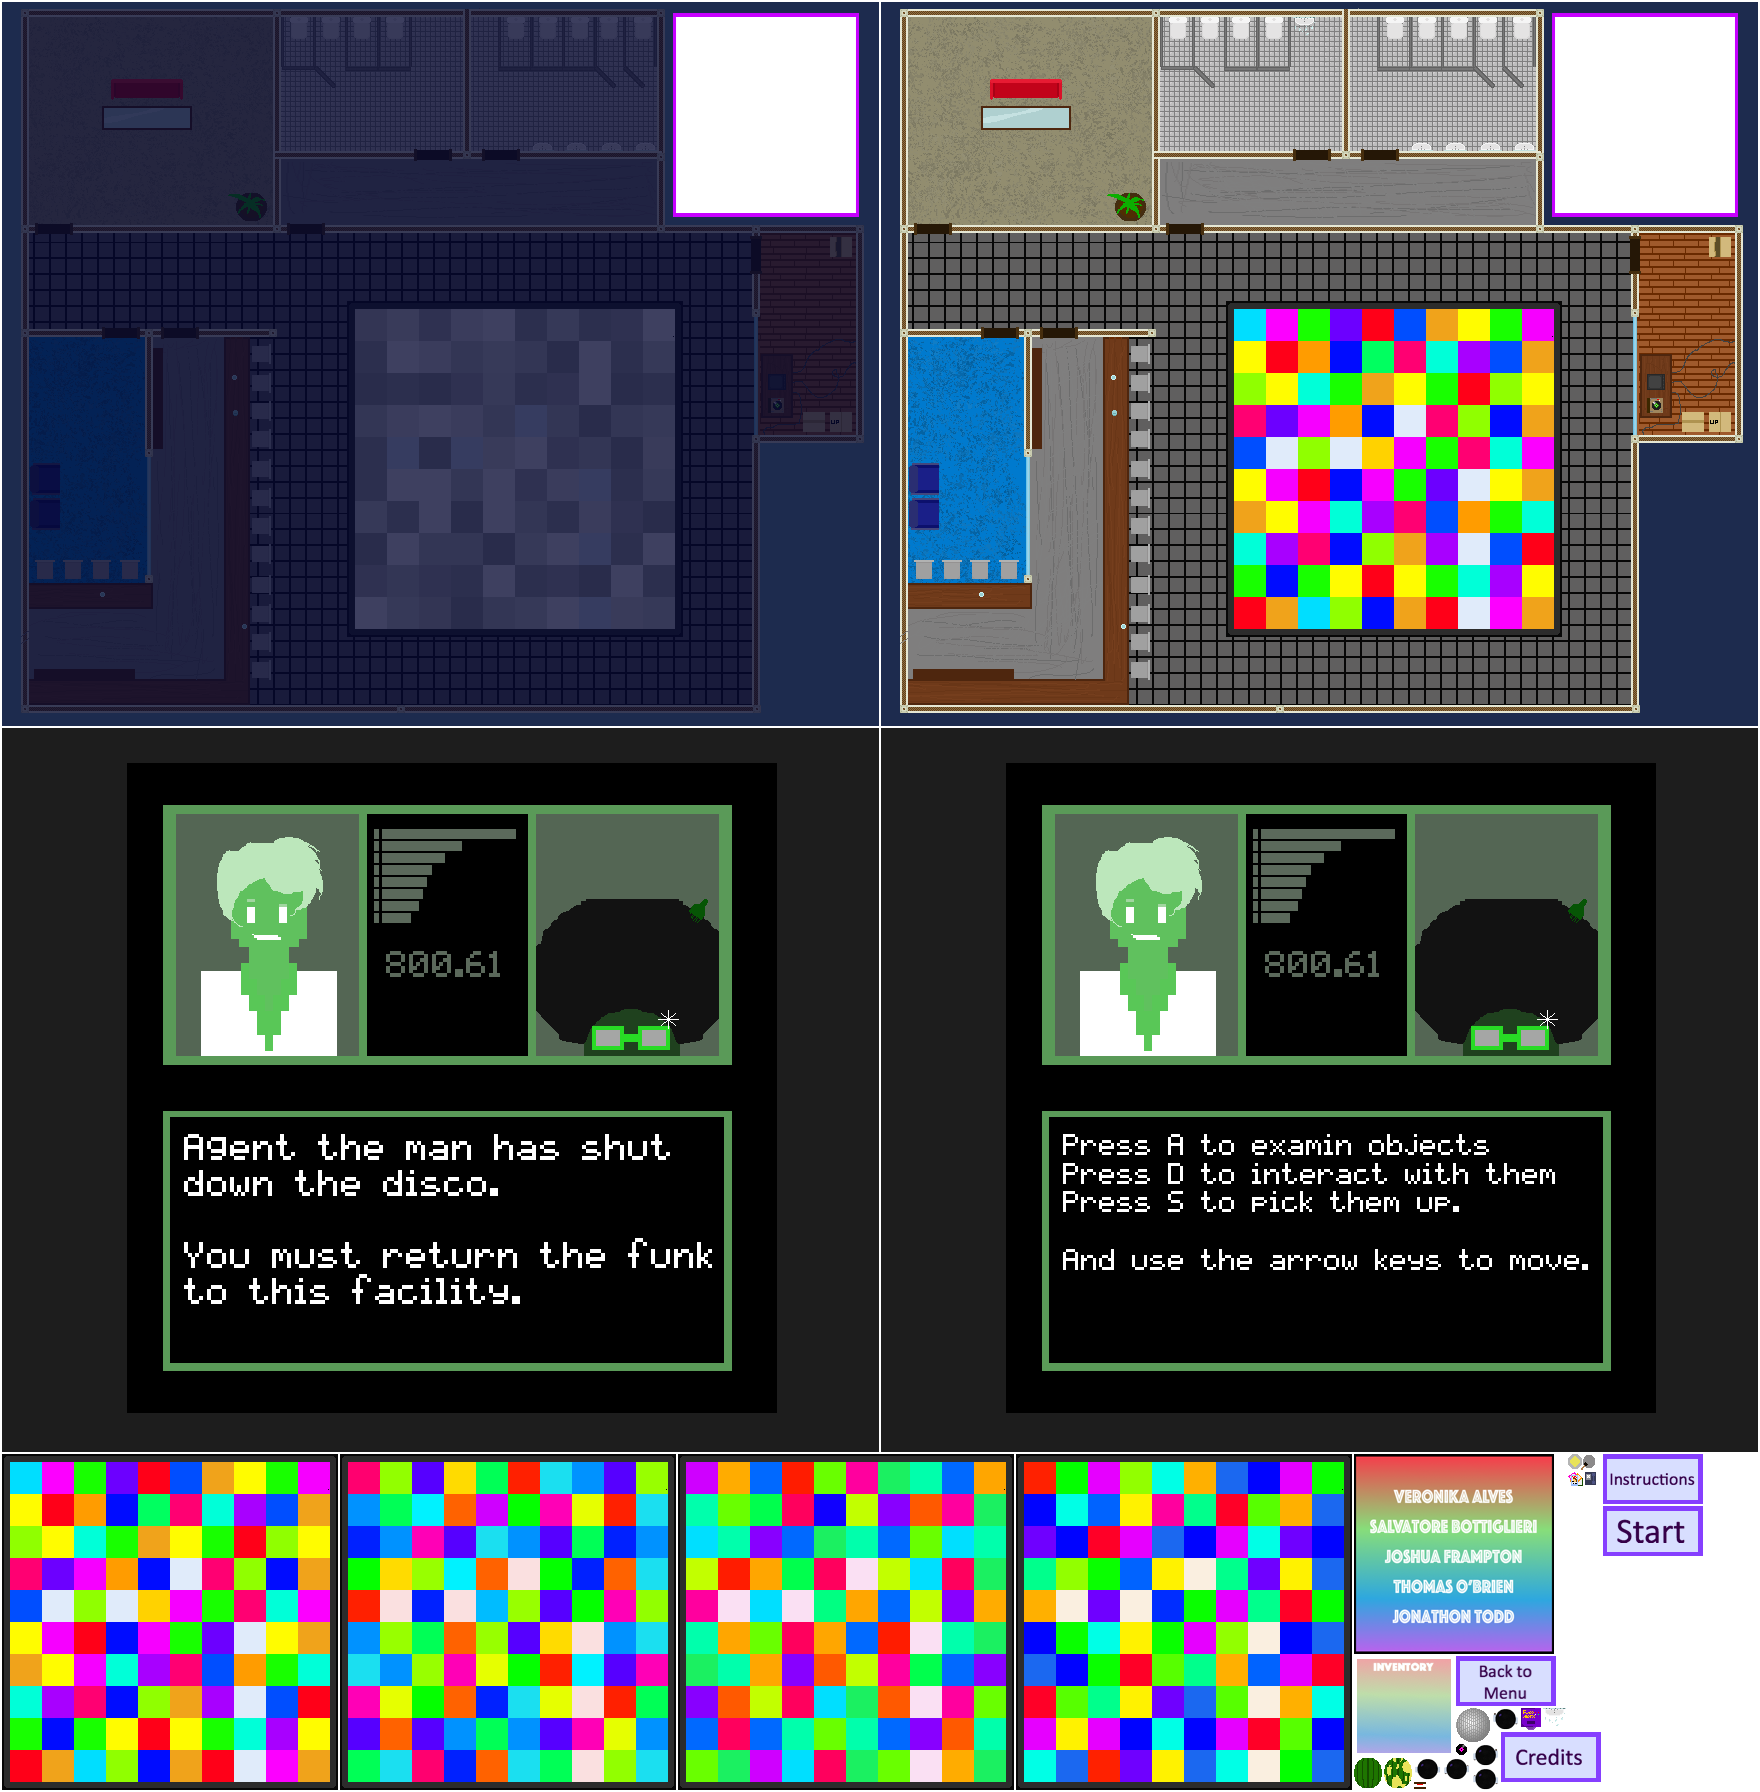 UP
UP
800.61
800.61
Agent the man has shut
down the disco.
You must return the funk
to this facility.
Press A to examin objects
Press D to interact with them
Press S to pick them up.
And use the arrow keys to move.
VERONIKA ALVES
SALVATORE BOTTIGLIERI
JOSHUA FRAMPTON
THOMAS O'BRIEN
JONATHON TODD
Instructions
Start
INVENTORY
Back to
Menu
Credits